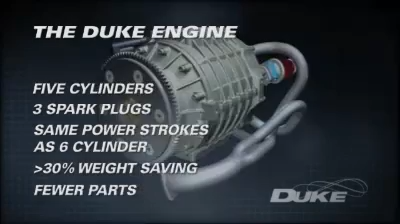 THE DUKE ENGINE
FIVE CYLINDERS
3 SPARK PLUGS
SAME POWER STROKES
AS 6 CYLINDER
>30% WEIGHT SAVING
FEWER PARTS
DUKE